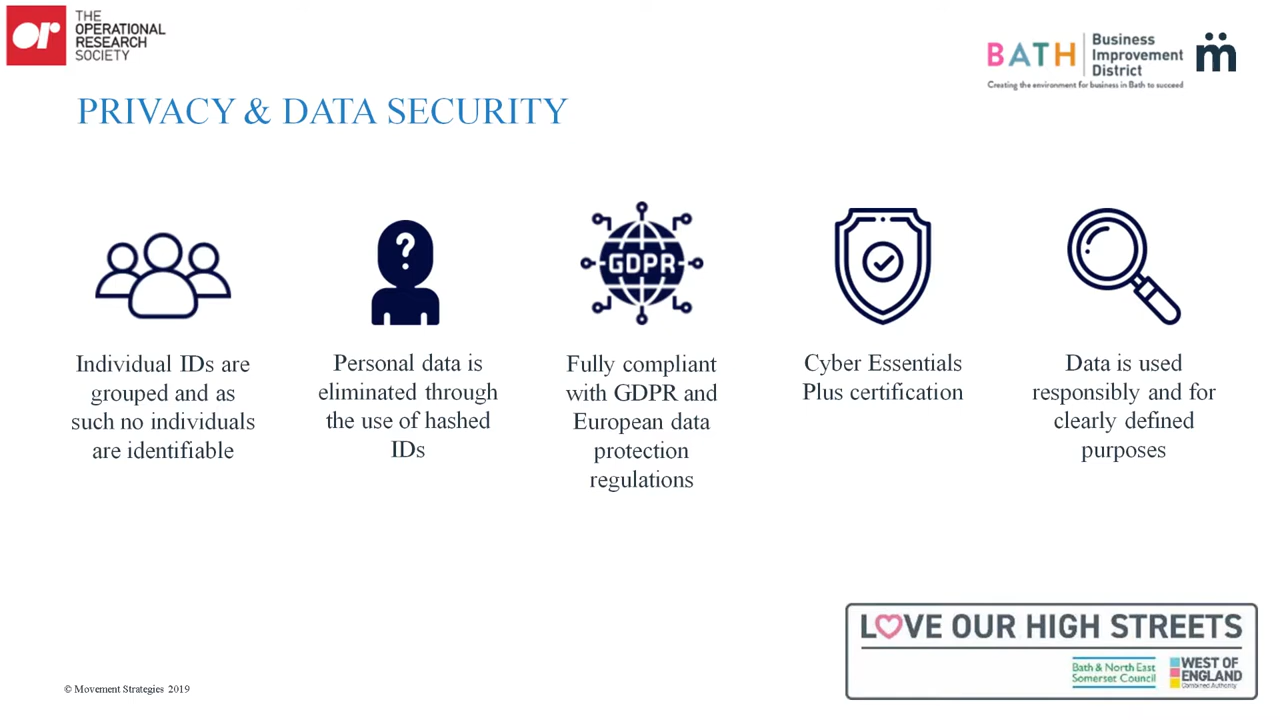 THE
OPERATIONAL
RESEARCH
SOCIETY
or
BATH
Business
Improvement
District
Creating the environment for business in Bath to succeed
m
PRIVACY & DATA SECURITY
?
GDPR
Individual IDs are
grouped and as
such no individuals
are identifiable
Personal data is
eliminated through
the use of hashed
IDs
Fully compliant
with GDPR and
European data
protection
regulations
Cyber Essentials
Plus certification
Data is used
responsibly and for
clearly defined
purposes
LOVE OUR HIGH STREETS
Bath & North East
Somerset Council
WEST OF
ENGLAND
Combined Authority
© Movement Strategies 2019